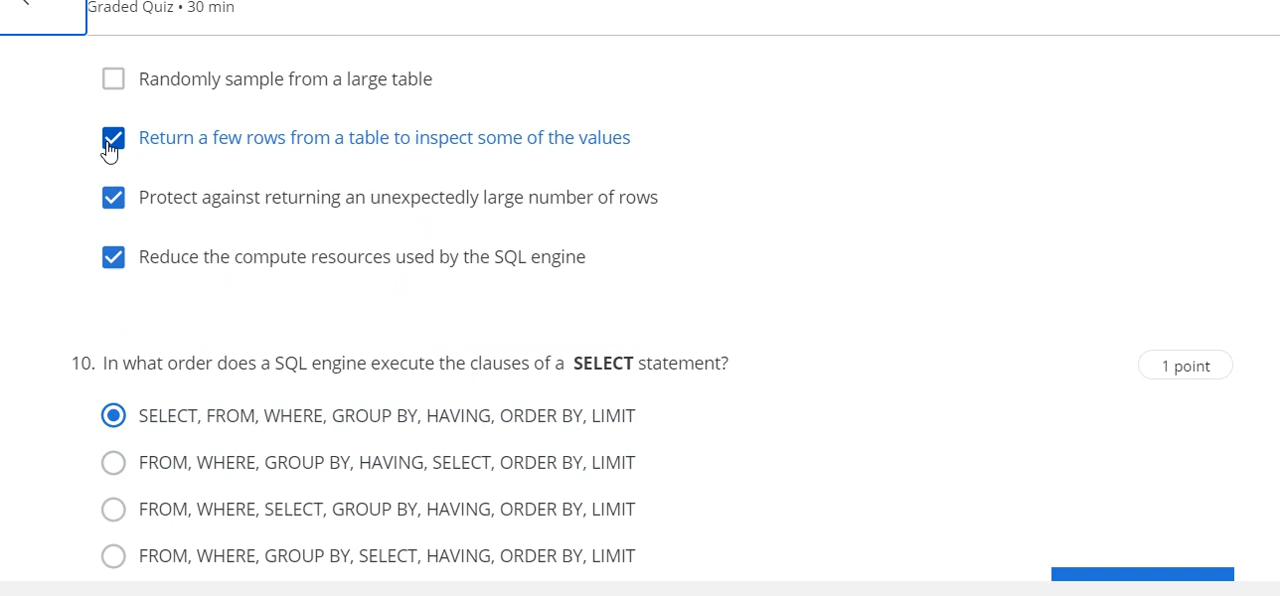 Graded Quiz • 30 min
Randomly sample from a large table
Return a few rows from a table to inspect some of the values
Protect against returning an unexpectedly large number of rows
Reduce the compute resources used by the SQL engine
10. In what order does a SQL engine execute the clauses of a SELECT statement?
1 point
SELECT, FROM, WHERE, GROUP BY, HAVING, ORDER BY, LIMIT
FROM, WHERE, GROUP BY, HAVING, SELECT, ORDER BY, LIMIT
FROM, WHERE, SELECT, GROUP BY, HAVING, ORDER BY, LIMIT
FROM, WHERE, GROUP BY, SELECT, HAVING, ORDER BY, LIMIT